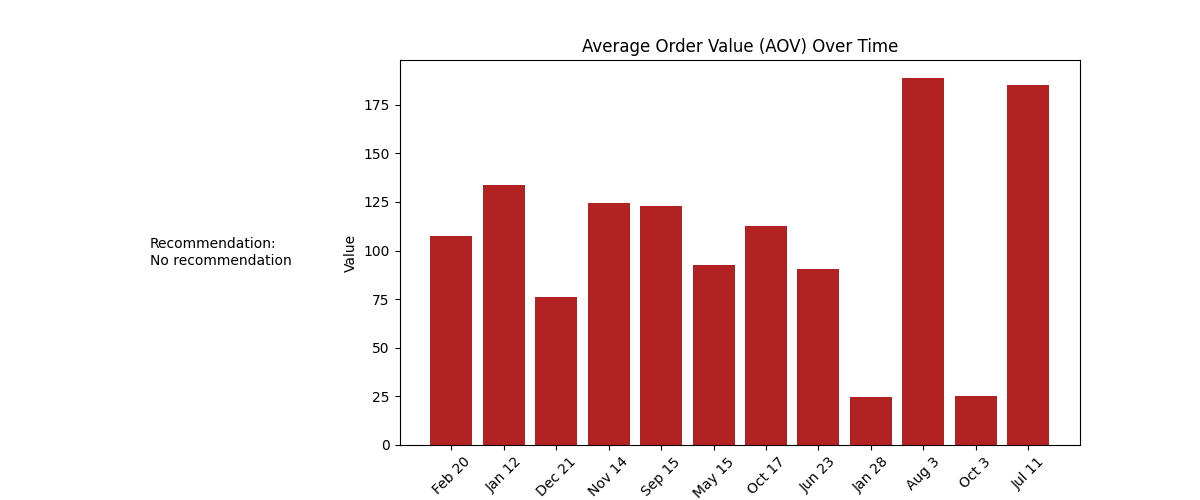 Average Order Value (AOV) Over Time
Recommendation:
No recommendation
Value
175
150
125
100
75
50
25
0
Feb 20
Jan 12
Dec 21
Nov 14
Sep 15
May 15
Oct 17
Jun 23
Jan 28
Aug 3
Oct 3
Jul 11